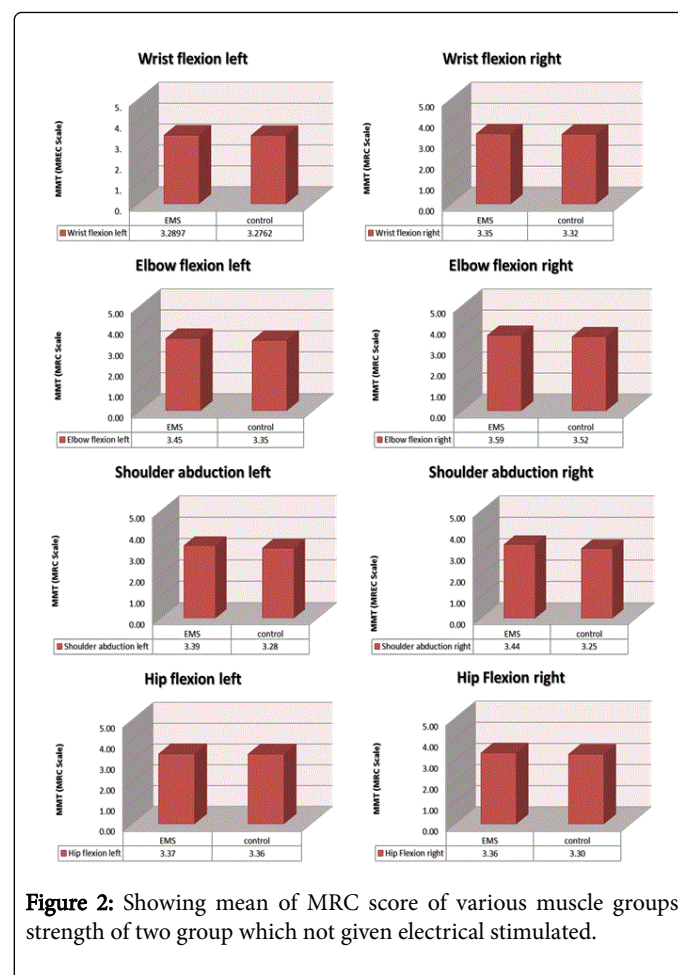 Wrist flexion left
MMT (MREC Scale)
5.
4.
3.
2.
1.
0.
EMS control
Wrist flexion left 3.2897 3.2762
Wrist flexion right
MMT (MRC Scale)
5.00
4.00
3.00
2.00
1.00
0.00
EMS control
Wrist flexion right 3.35 3.32
Elbow flexion left
MMT (MRC Scale
5.00
4.00
3.00
2.00
1.00
0.00
EMS control
Elbow flexion left 3.45 3.35
Elbow flexion right
MMT (MRC Scale)
5.00
4.00
3.00
2.00
1.00
0.00
EMS control
Elbow flexion right 3.59 3.52
Shoulder abduction left
MMT (MRC Scale)
5.00
4.00
3.00
2.00
1.00
0.00
EMS control
Shoulder abduction left 3.39 3.28
Shoulder abduction right
MMT (MREC Scale)
5.00
4.00
3.00
2.00
1.00
0.00
EMS control
Shoulder abduction right 3.44 3.25
Hip flexion left
MMT (MRC Scale)
5.00
4.00
3.00
2.00
1.00
0.00
EMS control
Hip flexion left 3.37 3.36
Hip Flexion right
MMT (MRC Scale)
5.00
4.00
3.00
2.00
1.00
0.00
EMS control
Hip Flexion right 3.36 3.30
Figure 2: Showing mean of MRC score of various muscle groups
strength of two group which not given electrical stimulated.